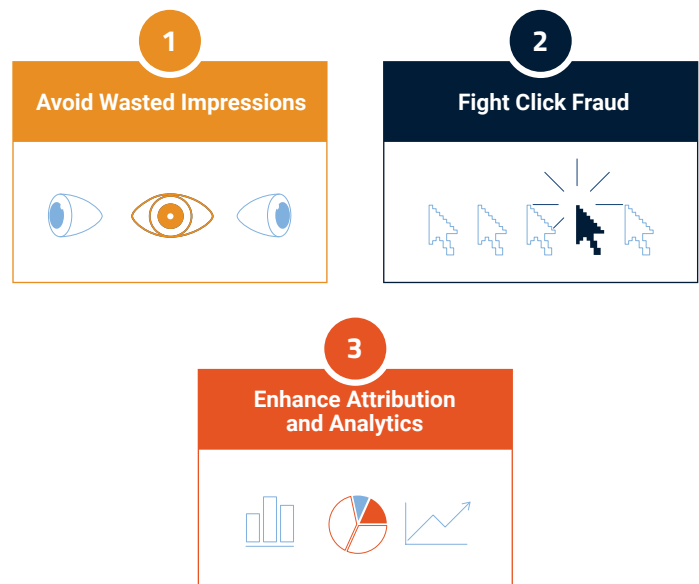 1
Avoid Wasted Impressions
2
Fight Click Fraud
3
Enhance Attribution
and Analytics